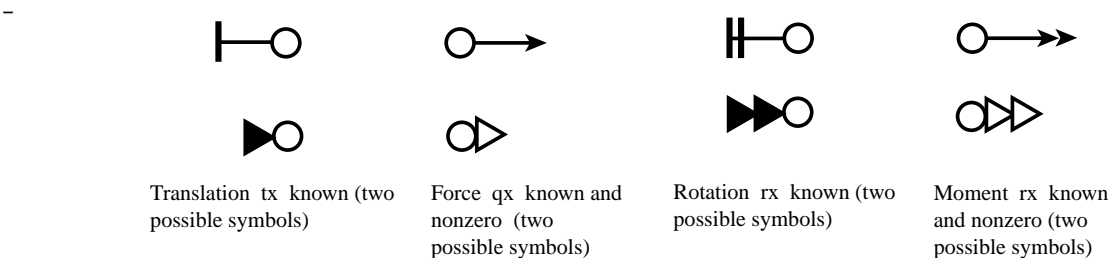 Translation tx known (two
possible symbols)
Force qx known and
nonzero (two
possible symbols)
Rotation rx known (two
possible symbols)
Moment rx known
and nonzero (two
possible symbols)